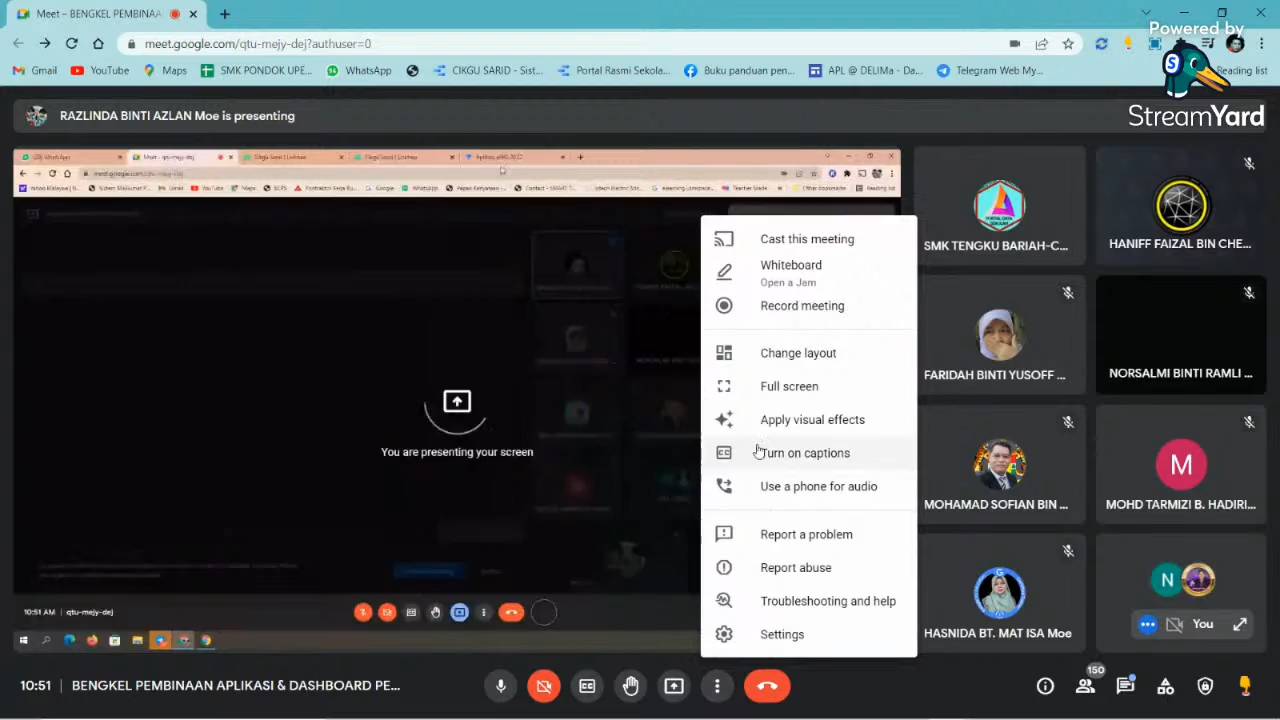 Meet – BENGKEL PEMBINAA
meet.google.com/qtu-mejy-dej?authuser=0
Powered by
StreamYard
Gmail
YouTube
Maps
SMK PONDOK UPE...
WhatsApp
CIKGU SARID - Sist...
Portal Rasmi Sekola...
Buku panduan pen...
APL @ DELIMa - Da...
Telegram Web My...
Reading list
RAZLINDA BINTI AZLAN Moe is presenting
You are presenting your screen
10:51 AM | qtu-mejy-dej
Cast this meeting
Whiteboard
Open a Jam
Record meeting
Change layout
Full screen
Apply visual effects
Turn on captions
Use a phone for audio
Report a problem
Report abuse
Troubleshooting and help
Settings
SMK TENGKU BARIAH-C...
HANIFF FAIZAL BIN CHE...
FARIDAH BINTI YUSOFF ...
NORSALMI BINTI RAMLI ...
MOHAMAD SOFIAN BIN ...
M
MOHD TARMIZI B. HADIRI...
HASNIDA BT. MAT ISA Moe
N
You
10:51 | BENGKEL PEMBINAAN APLIKASI & DASHBOARD PE...
150